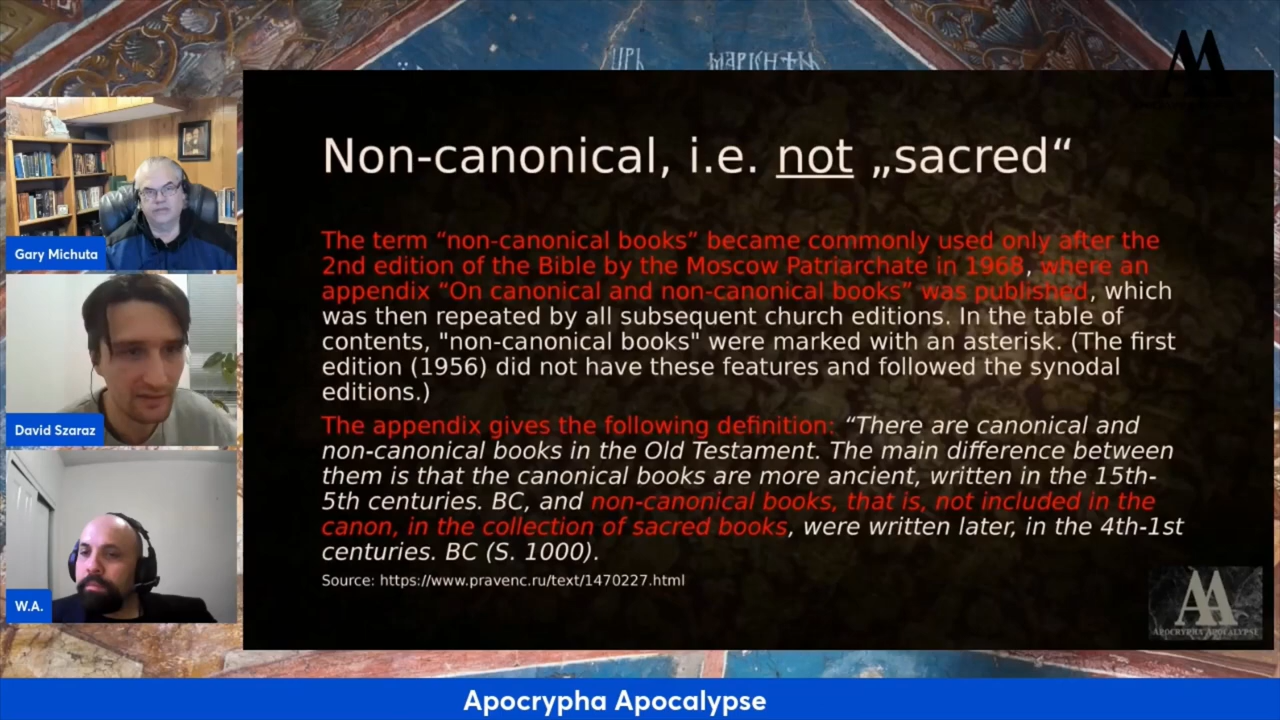 ЦРЬ МАРКИАН
Non-canonical, i.e. not „sacred“
The term “non-canonical books” became commonly used only after the
2nd edition of the Bible by the Moscow Patriarchate in 1968, where an
appendix “On canonical and non-canonical books” was published, which
was then repeated by all subsequent church editions. In the table of
contents, "non-canonical books" were marked with an asterisk. (The first
edition (1956) did not have these features and followed the synodal
editions.)
The appendix gives the following definition: “There are canonical and
non-canonical books in the Old Testament. The main difference between
them is that the canonical books are more ancient, written in the 15th-
5th centuries. BC, and non-canonical books, that is, not included in the
canon, in the collection of sacred books, were written later, in the 4th-1st
centuries. BC (S. 1000).
Source: https://www.pravenc.ru/text/1470227.html
Gary Michuta
David Szaraz
W.A.
AA
APOCRYPHA APOCALYPSE
Apocrypha Apocalypse